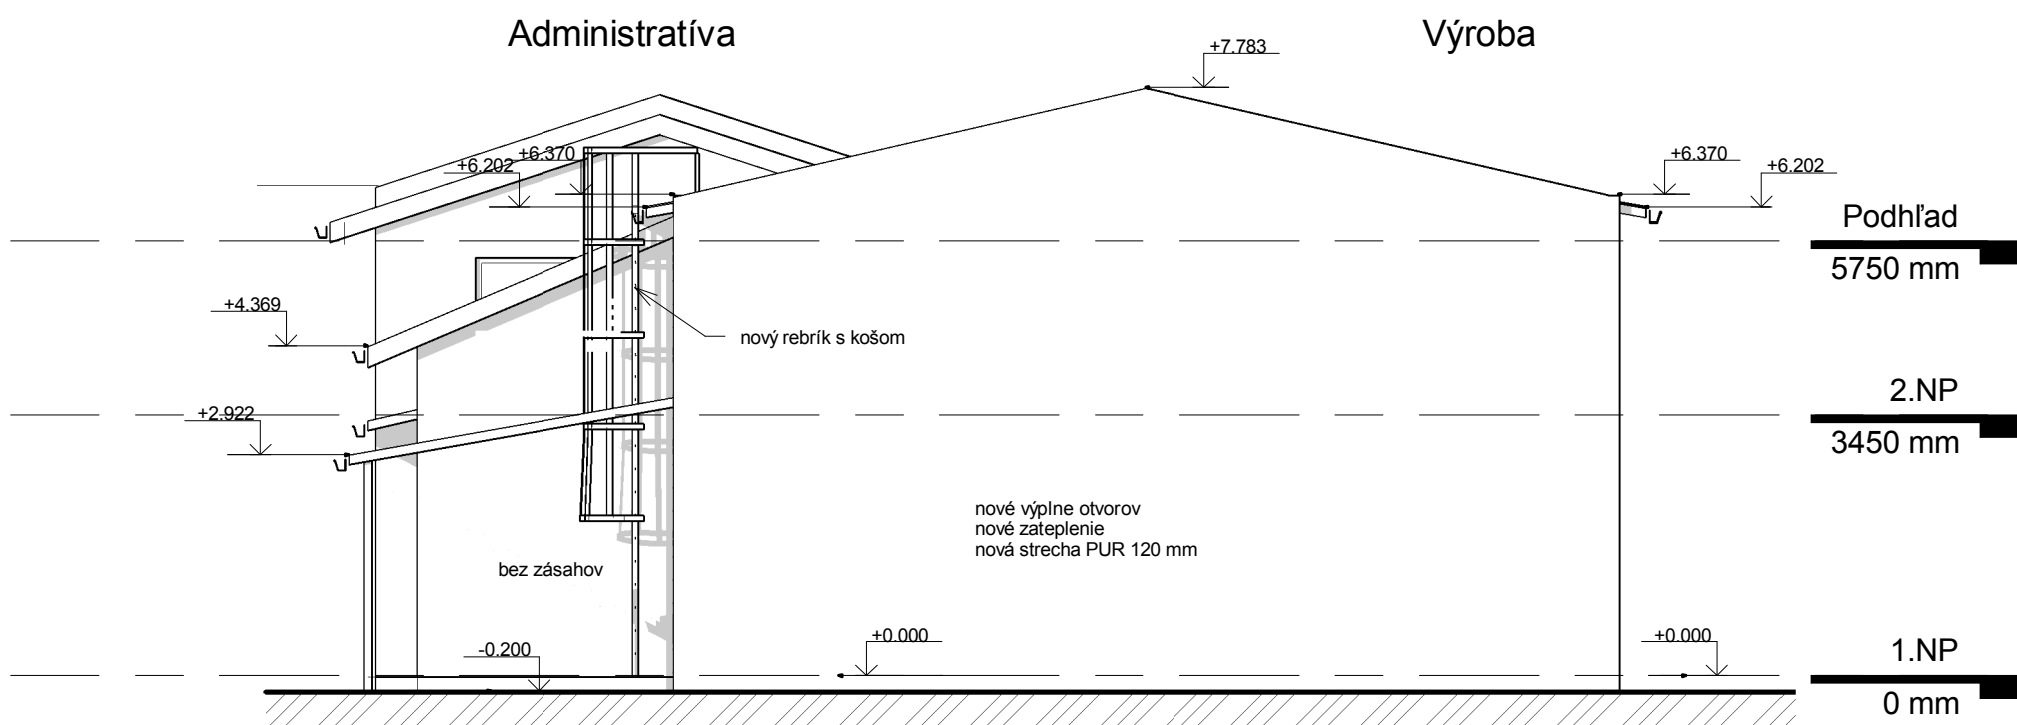 Administratíva
Výroba
+7.783
+6.370
+6.202
+6.370
+6.202
Podhľad
5750 mm
+4.369
nový rebrík s košom
2.NP
+2.922
3450 mm
nové výplne otvorov
nové zateplenie
nová strecha PUR 120 mm
bez zásahov
+0.000
+0.000
-0.200
1.NP
0 mm